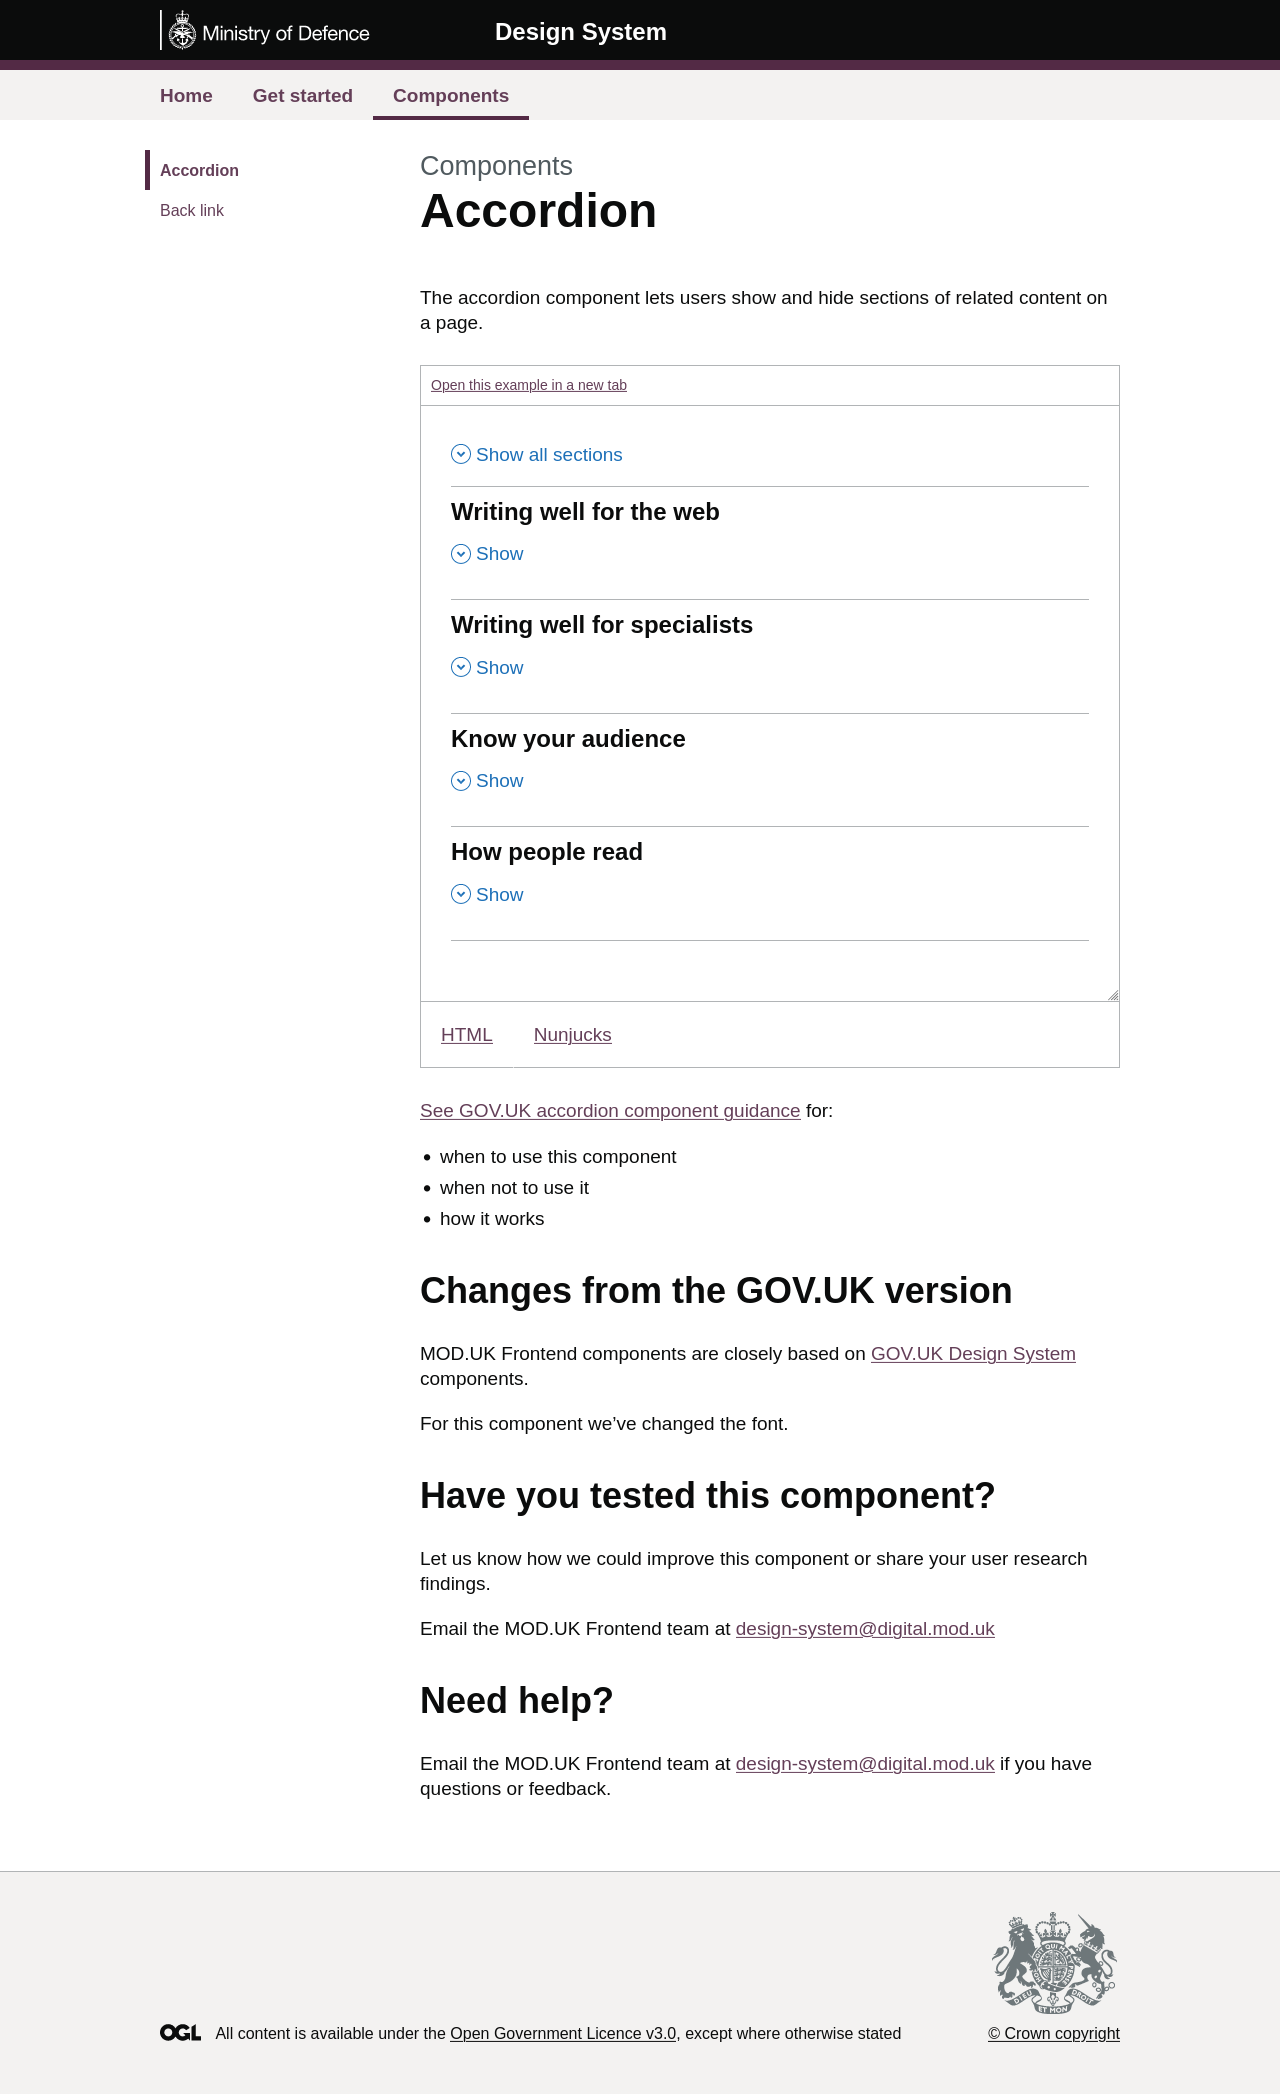 Ministry of Defence
Design System
Home Get started Components
Accordion
Back link
Components
Accordion
The accordion component lets users show and hide sections of related content on
a page.
Open this example in a new tab
Show all sections
Writing well for the web
Show
Writing well for specialists
Show
Know your audience
Show
How people read
Show
HTML Nunjucks
See GOV.UK accordion component guidance for:
• when to use this component
• when not to use it
• how it works
Changes from the GOV.UK version
MOD.UK Frontend components are closely based on GOV.UK Design System
components.
For this component we’ve changed the font.
Have you tested this component?
Let us know how we could improve this component or share your user research
findings.
Email the MOD.UK Frontend team at design-system@digital.mod.uk
Need help?
Email the MOD.UK Frontend team at design-system@digital.mod.uk if you have
questions or feedback.
DIEU ET MON DROIT
OGL All content is available under the Open Government Licence v3.0, except where otherwise stated
© Crown copyright